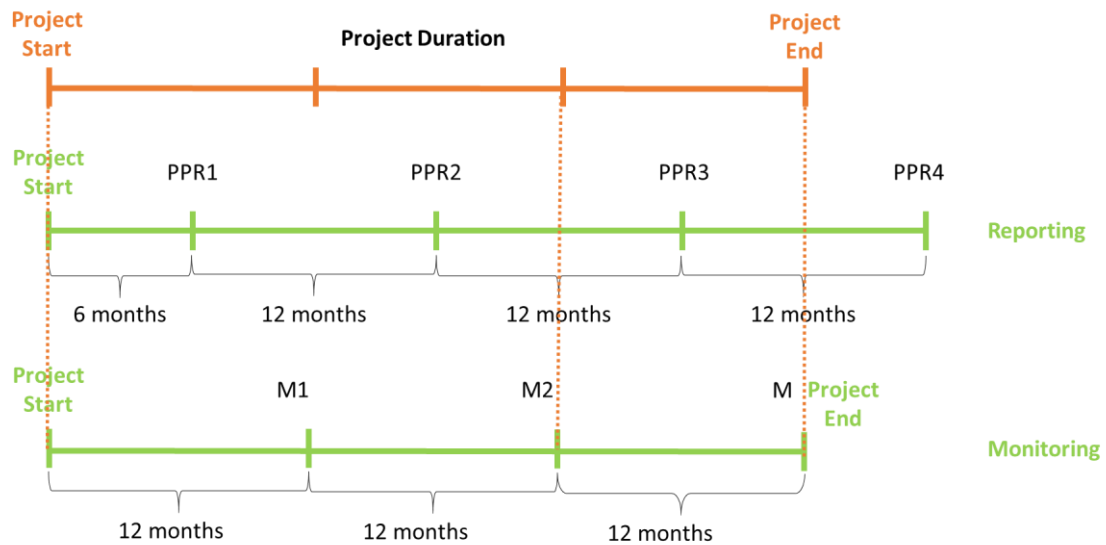 Project
Start
Project Duration
Project
End
Project
Start
PPR1
PPR2
PPR3
PPR4
Reporting
6 months
12 months
12 months
12 months
Project
Start
M1
M2
M
Project
End
Monitoring
12 months
12 months
12 months